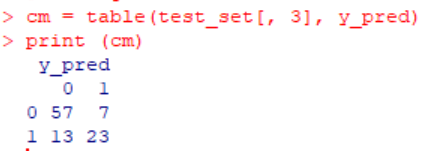 > cm = table(test_set[, 3], y_pred)
> print (cm)
   y_pred
     0  1
  0 57  7
  1 13 23